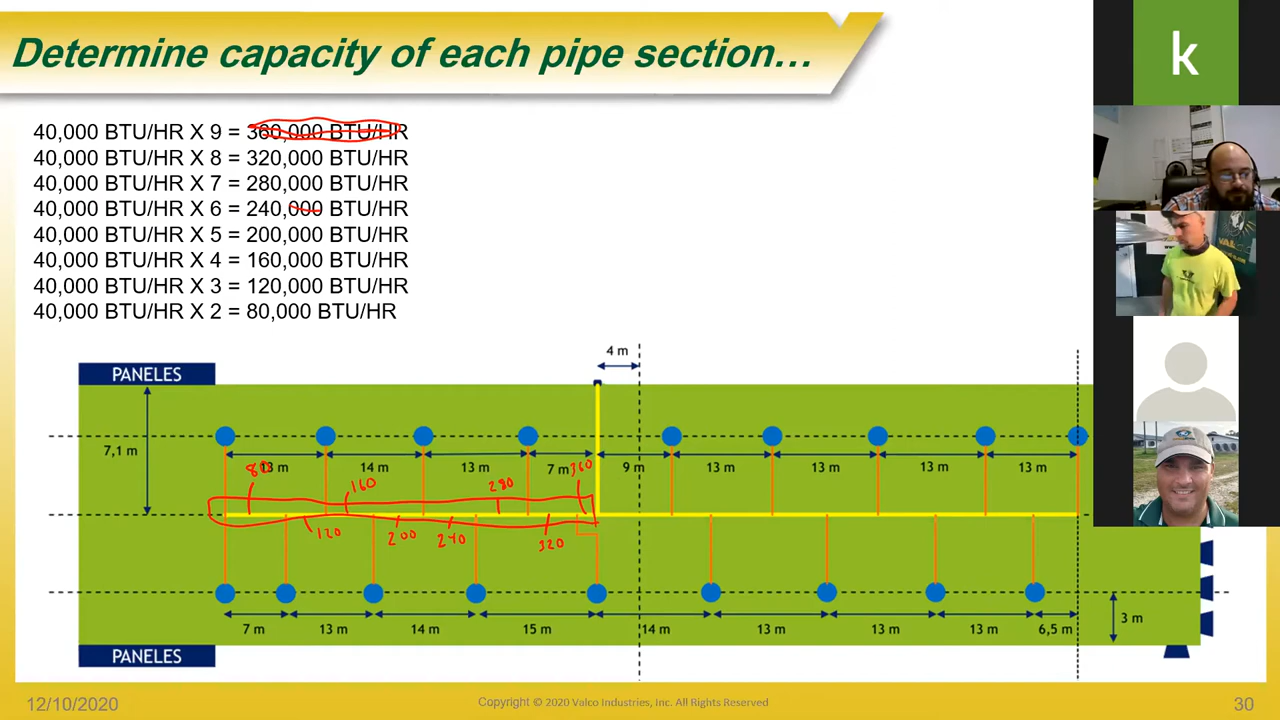 Determine capacity of each pipe section...
k
40,000 BTU/HR X 9 = 360,000 BTU/HR
40,000 BTU/HR X 8 = 320,000 BTU/HR
40,000 BTU/HR X 7 = 280,000 BTU/HR
40,000 BTU/HR X 6 = 240,000 BTU/HR
40,000 BTU/HR X 5 = 200,000 BTU/HR
40,000 BTU/HR X 4 = 160,000 BTU/HR
40,000 BTU/HR X 3 = 120,000 BTU/HR
40,000 BTU/HR X 2 = 80,000 BTU/HR
4 m
PANELES
7,1 m
13 m 14 m 13 m 7 m 9 m 13 m 13 m 13 m 13 m
80 160 280 360
120 200 240 320
7 m 13 m 14 m 15 m 14 m 13 m 13 m 13 m 6,5 m
3 m
PANELES
12/10/2020
Copyright © 2020 Valco Industries, Inc. All Rights Reserved
30